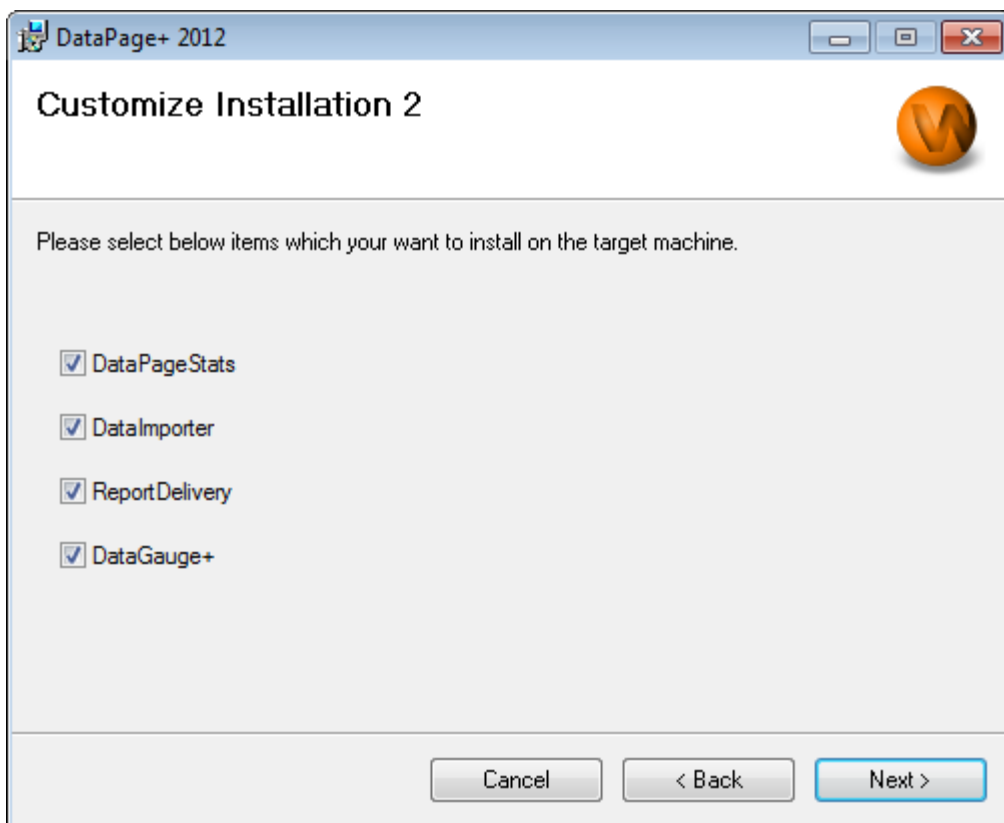 DataPage+ 2012
Customize Installation 2
W
Please select below items which your want to install on the target machine.
DataPageStats
DataImporter
ReportDelivery
DataGauge+
Cancel
< Back
Next >